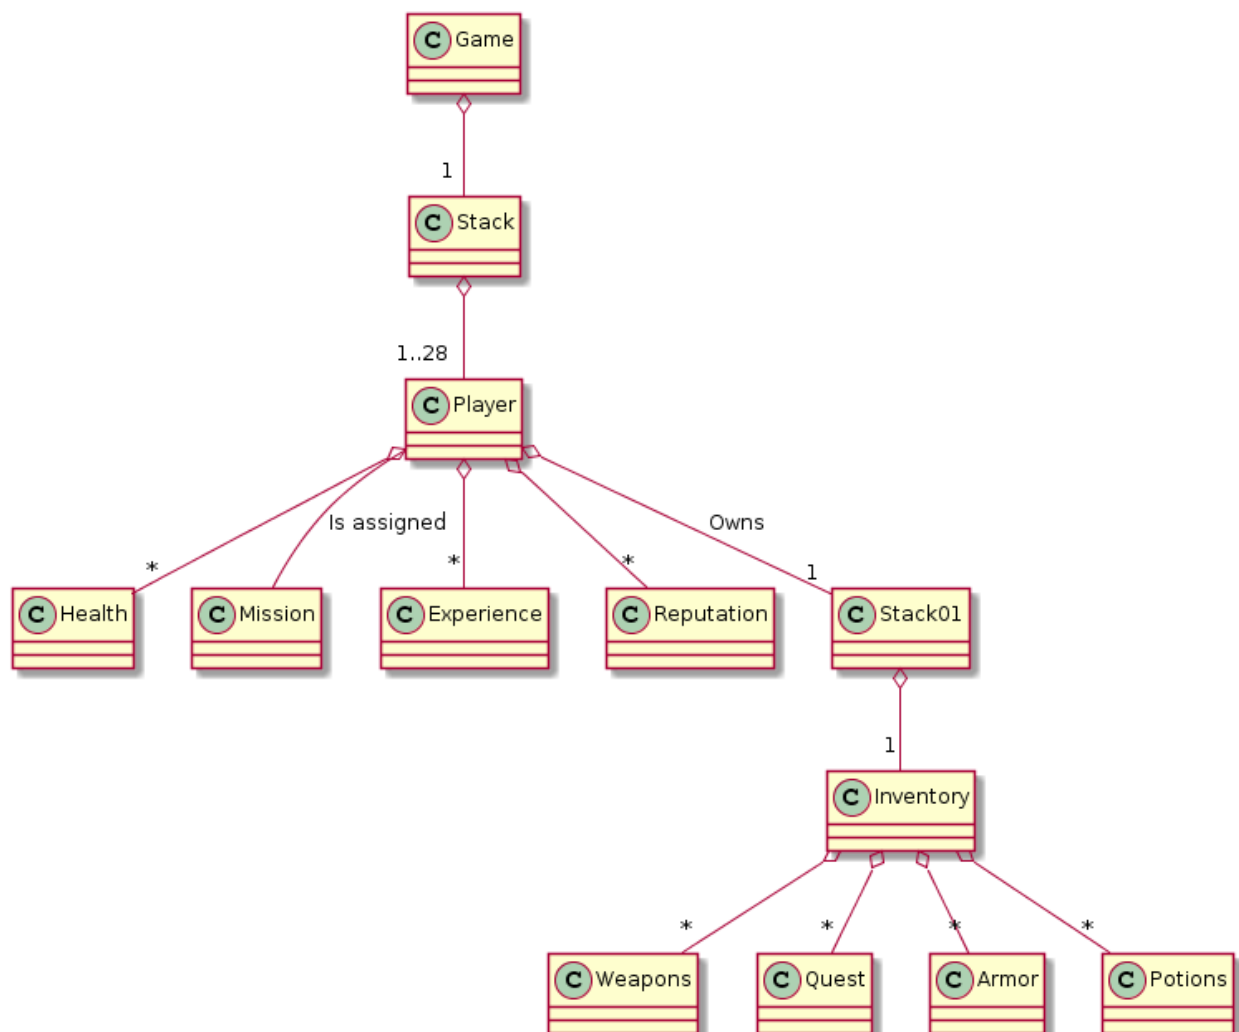 C Game
1
C Stack
1..28
C Player
Is assigned
Owns
* * * 1
C Health C Mission C Experience C Reputation C Stack01
1
C Inventory
* * * *
C Weapons C Quest C Armor C Potions